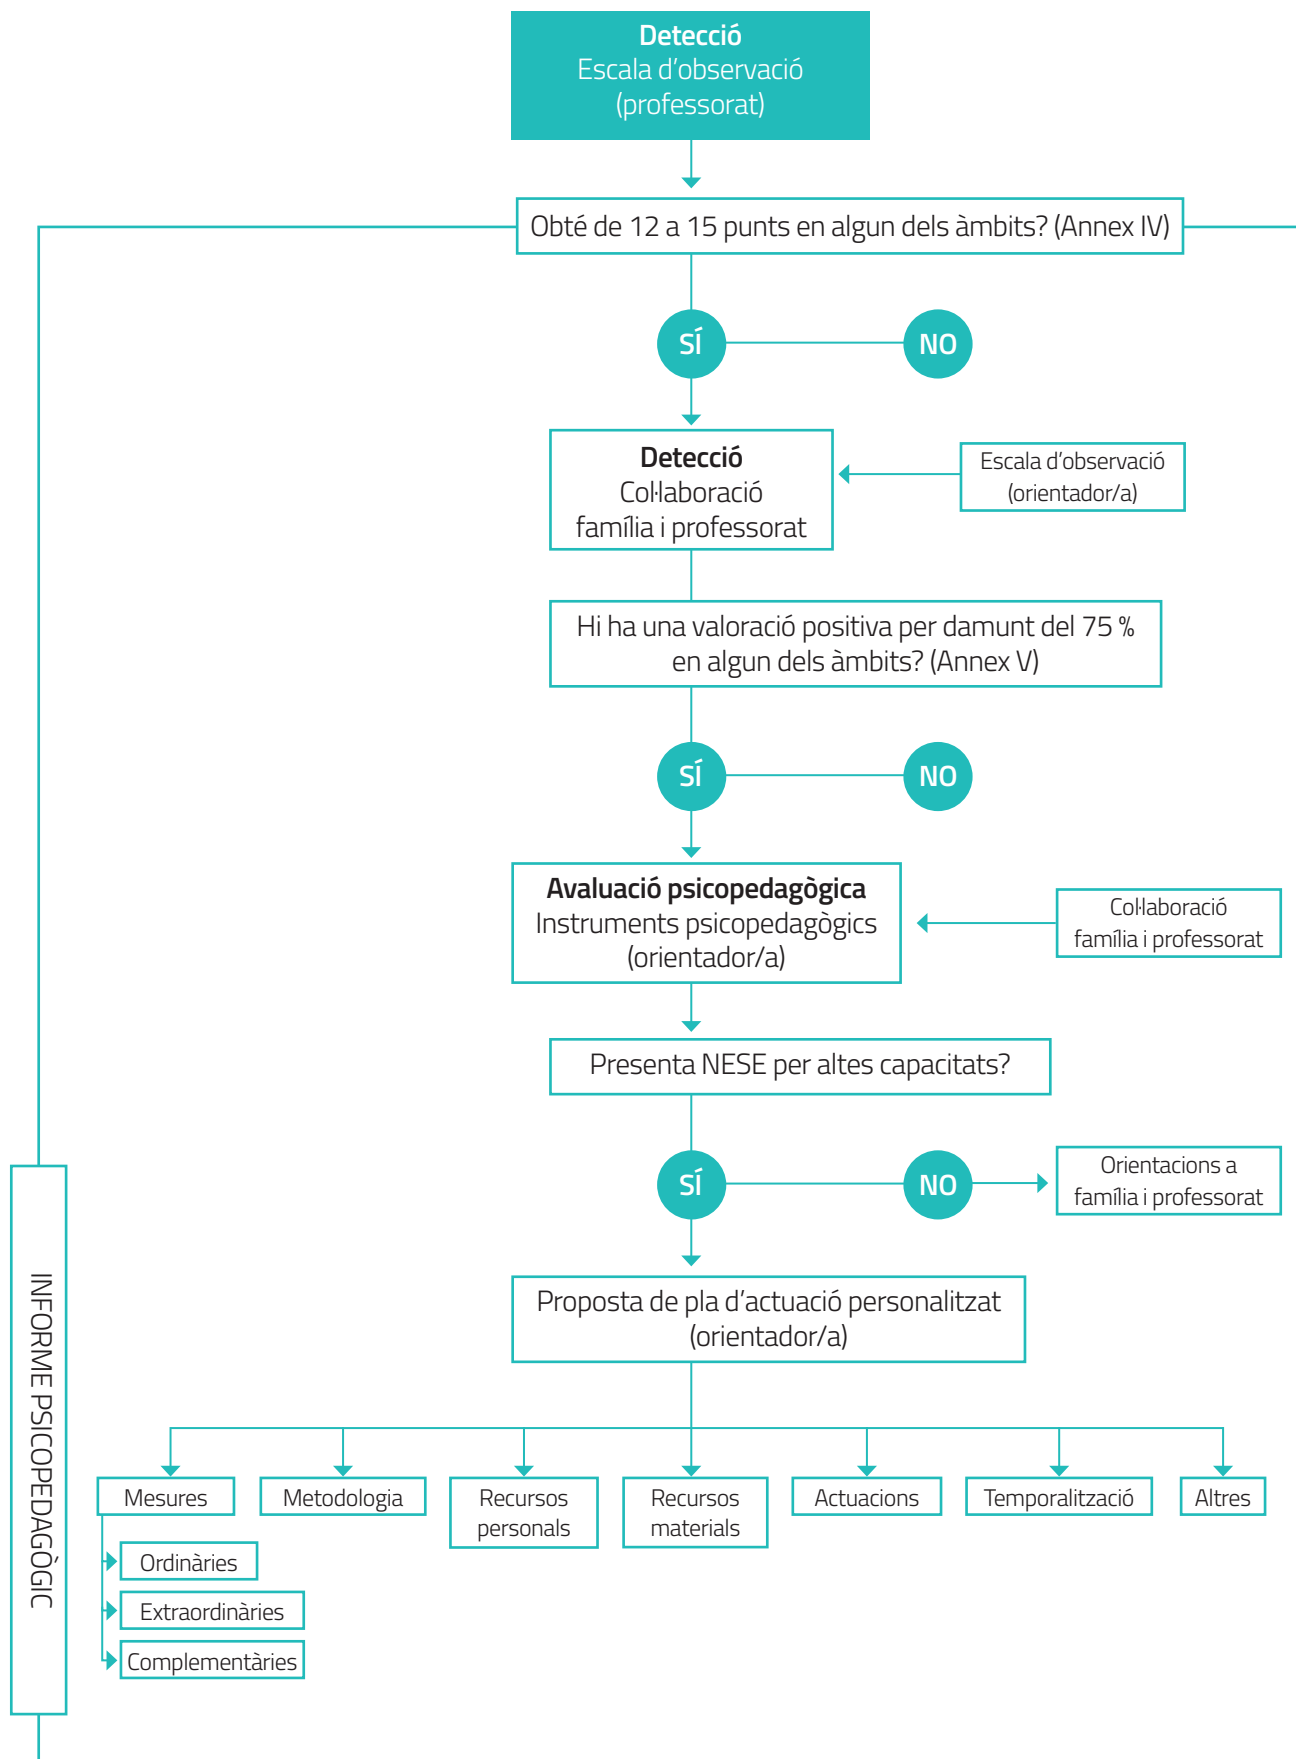 Detecció
Escala d'observació
(professorat)
Obté de 12 a 15 punts en algun dels àmbits? (Annex IV)
SÍ
NO
Detecció
Col·laboració
família i professorat
Escala d'observació
(orientador/a)
Hi ha una valoració positiva per damunt del 75 %
en algun dels àmbits? (Annex V)
SÍ
NO
Avaluació psicopedagògica
Instruments psicopedagògics
(orientador/a)
Col·laboració
família i professorat
Presenta NESE per altes capacitats?
SÍ
NO
Orientacions a
família i professorat
Proposta de pla d'actuació personalitzat
(orientador/a)
INFORME PSICOPEDAGÒGIC
Mesures
Metodologia
Recursos
personals
Recursos
materials
Actuacions
Temporalització
Altres
Ordinàries
Extraordinàries
Complementàries